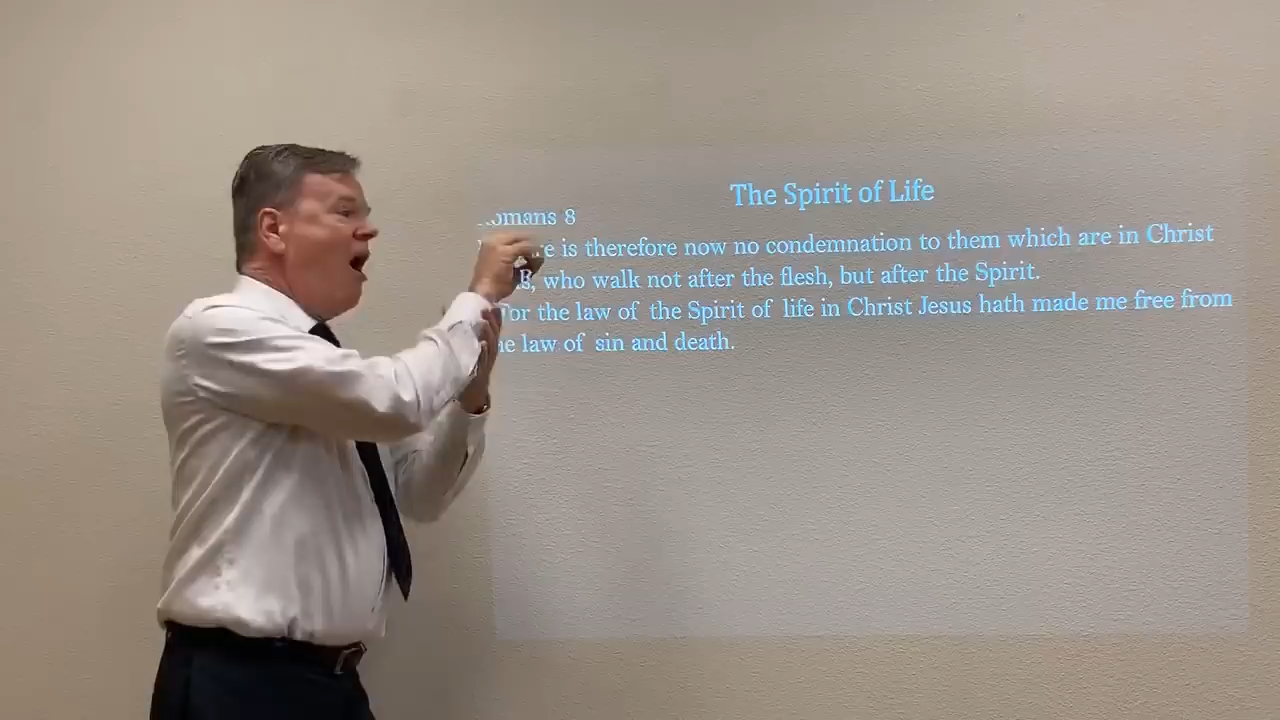 The Spirit of Life
omans 8
is therefore now no condemnation to them which are in Christ
who walk not after the flesh, but after the Spirit.
For the law of the Spirit of life in Christ Jesus hath made me free from
law of sin and death.